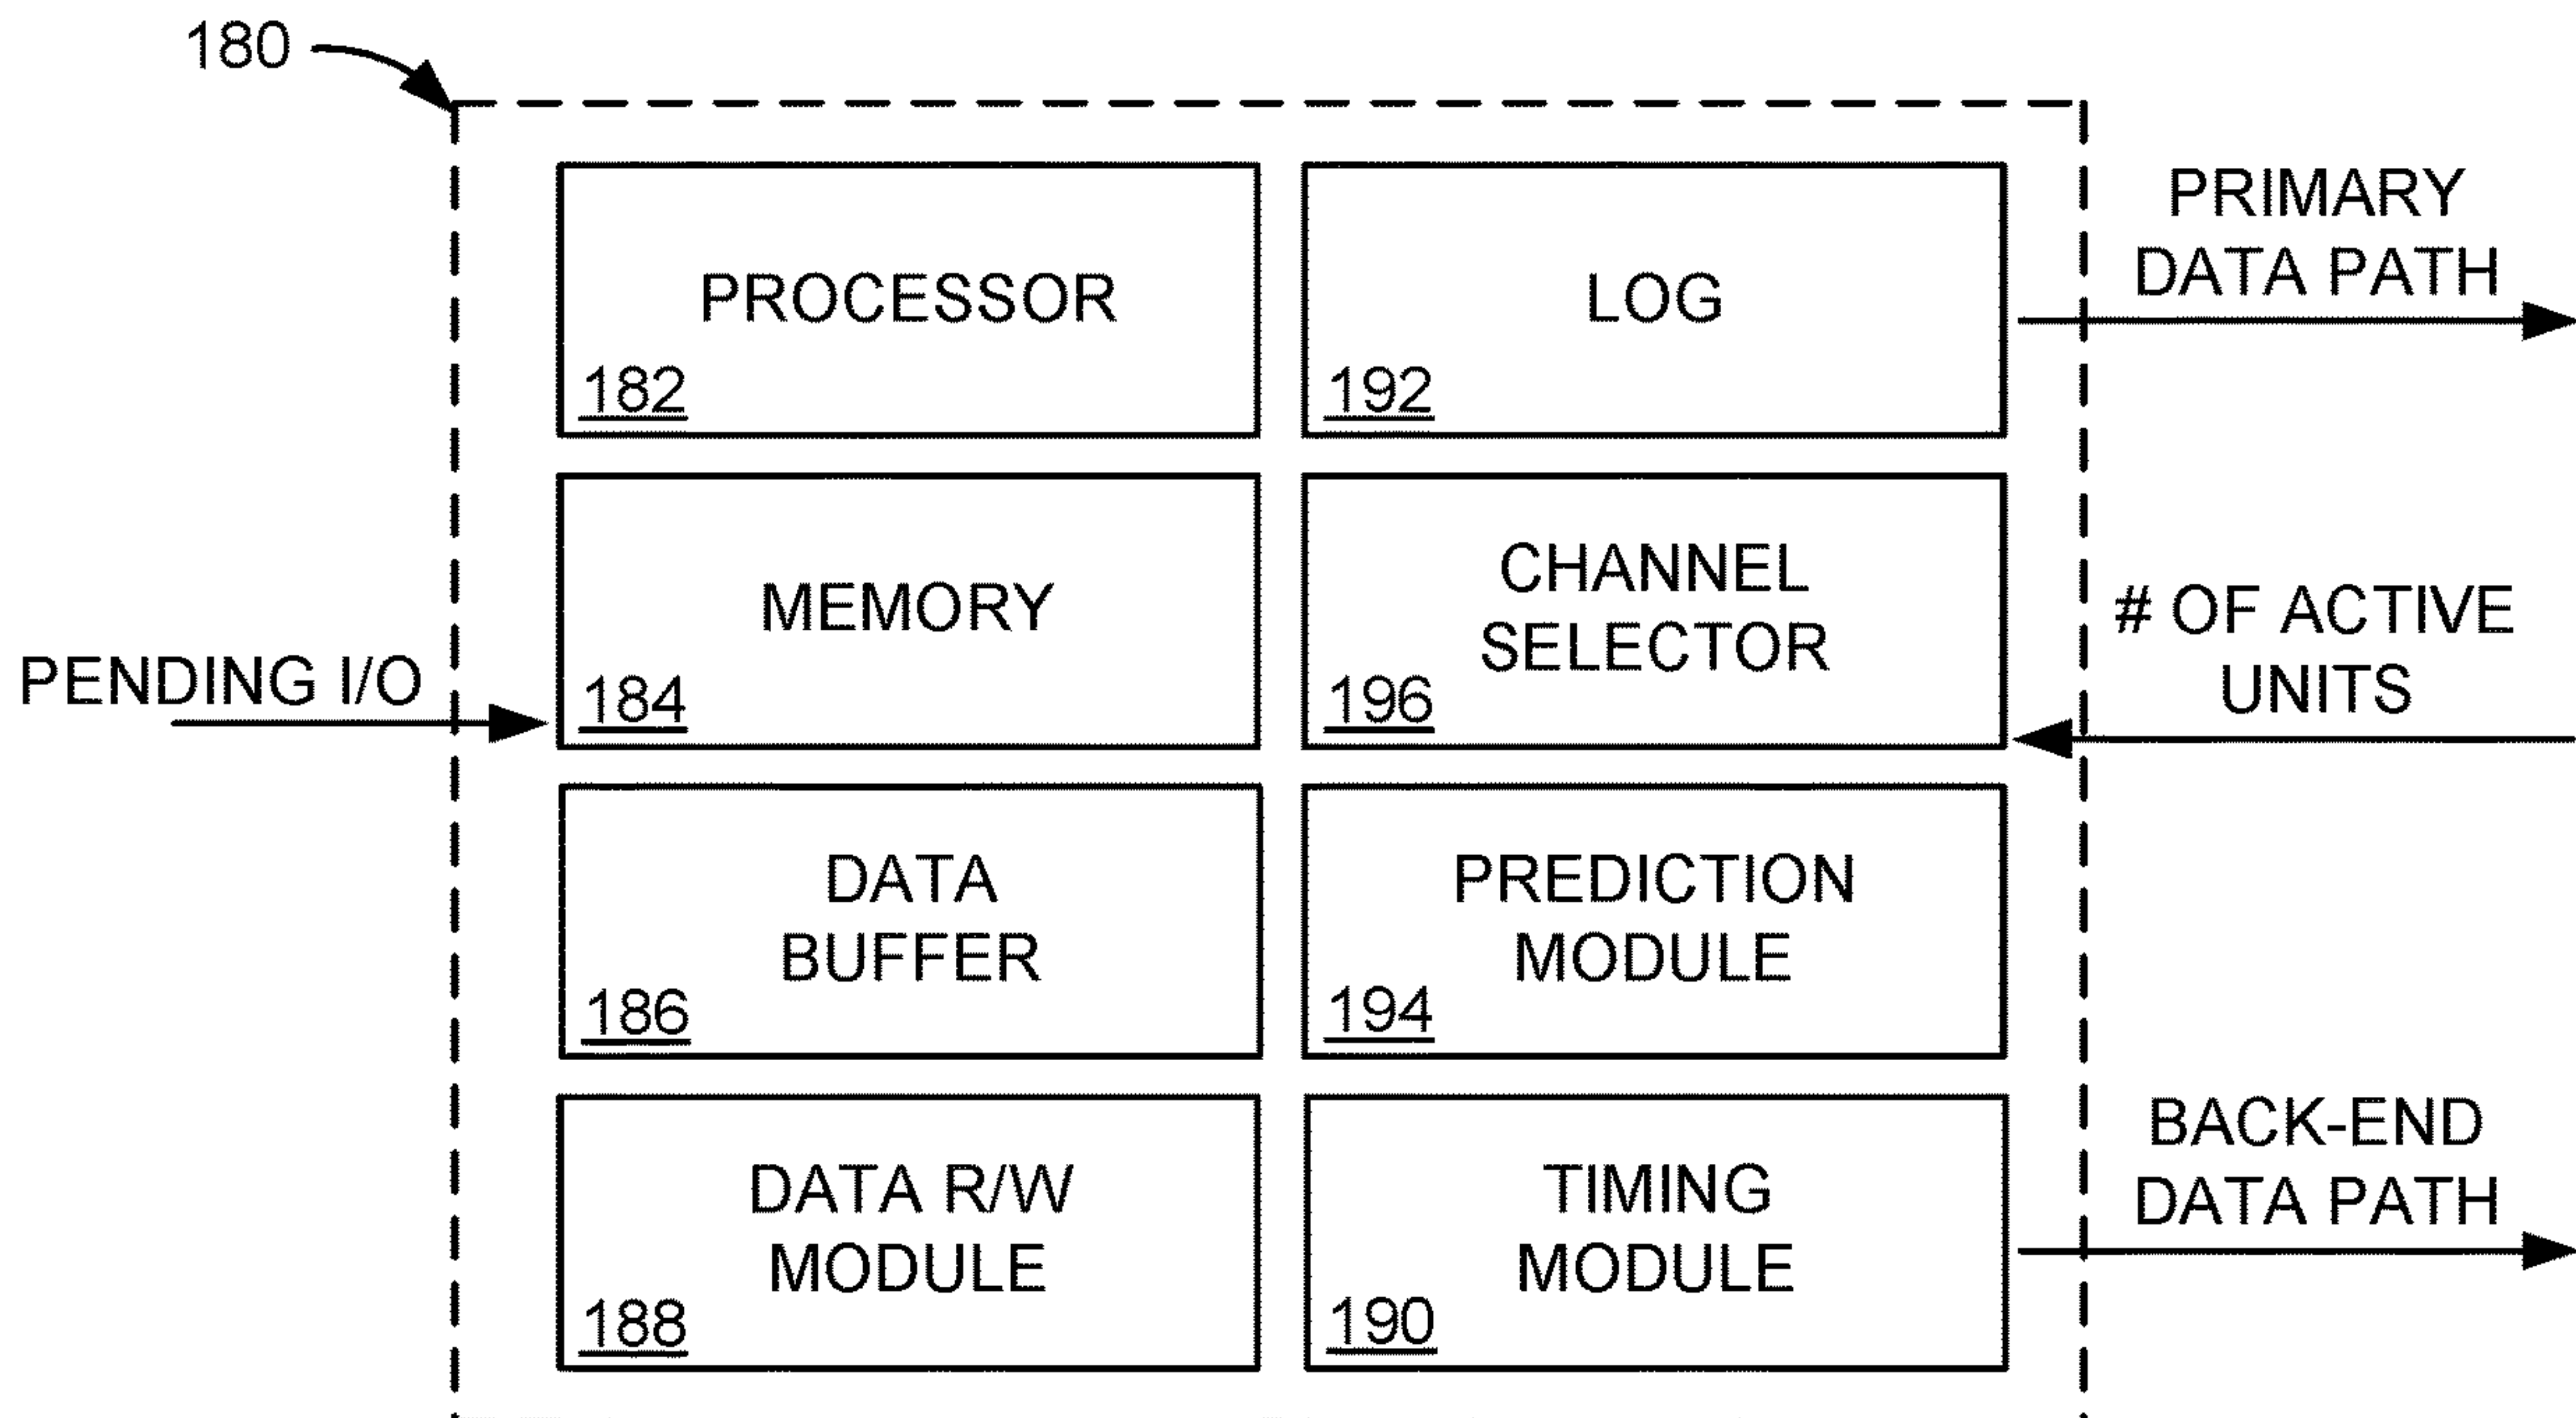 180
PROCESSOR
182
LOG
192
PRIMARY
DATA PATH
MEMORY
184
CHANNEL
SELECTOR
196
PENDING I/O
# OF ACTIVE
UNITS
DATA
BUFFER
186
PREDICTION
MODULE
194
DATA R/W
MODULE
188
TIMING
MODULE
190
BACK-END
DATA PATH